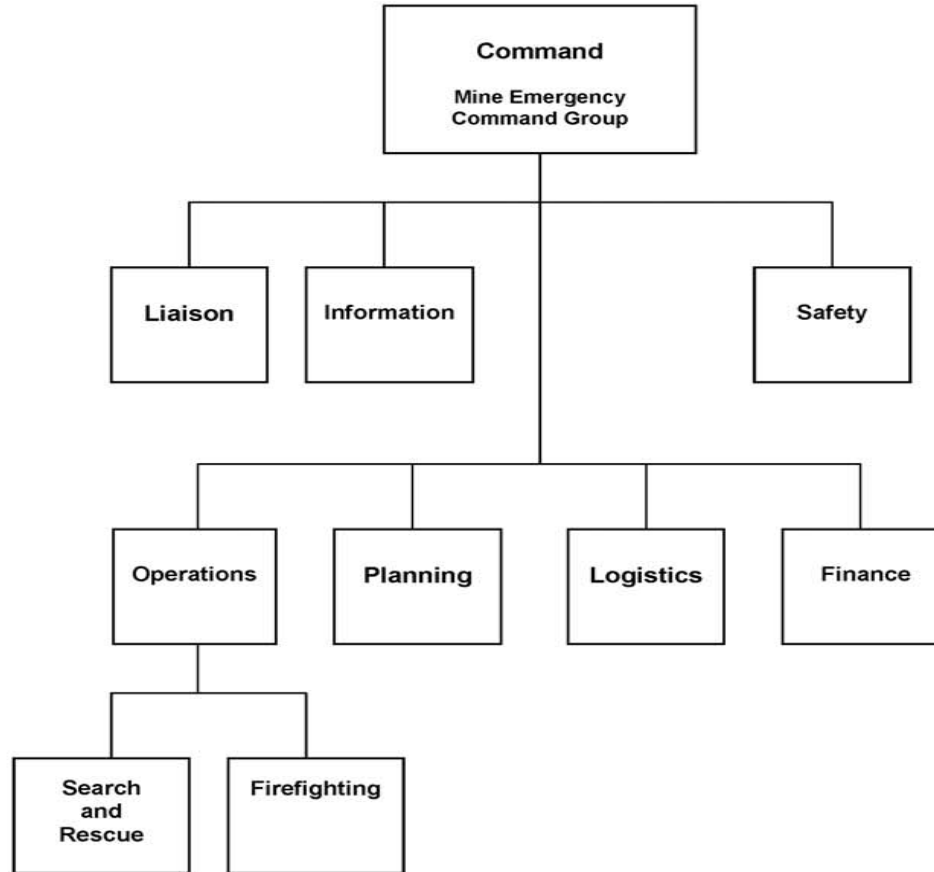 Command
Mine Emergency
Command Group
Liaison
Information
Safety
Operations
Planning
Logistics
Finance
Search
and
Rescue
Firefighting